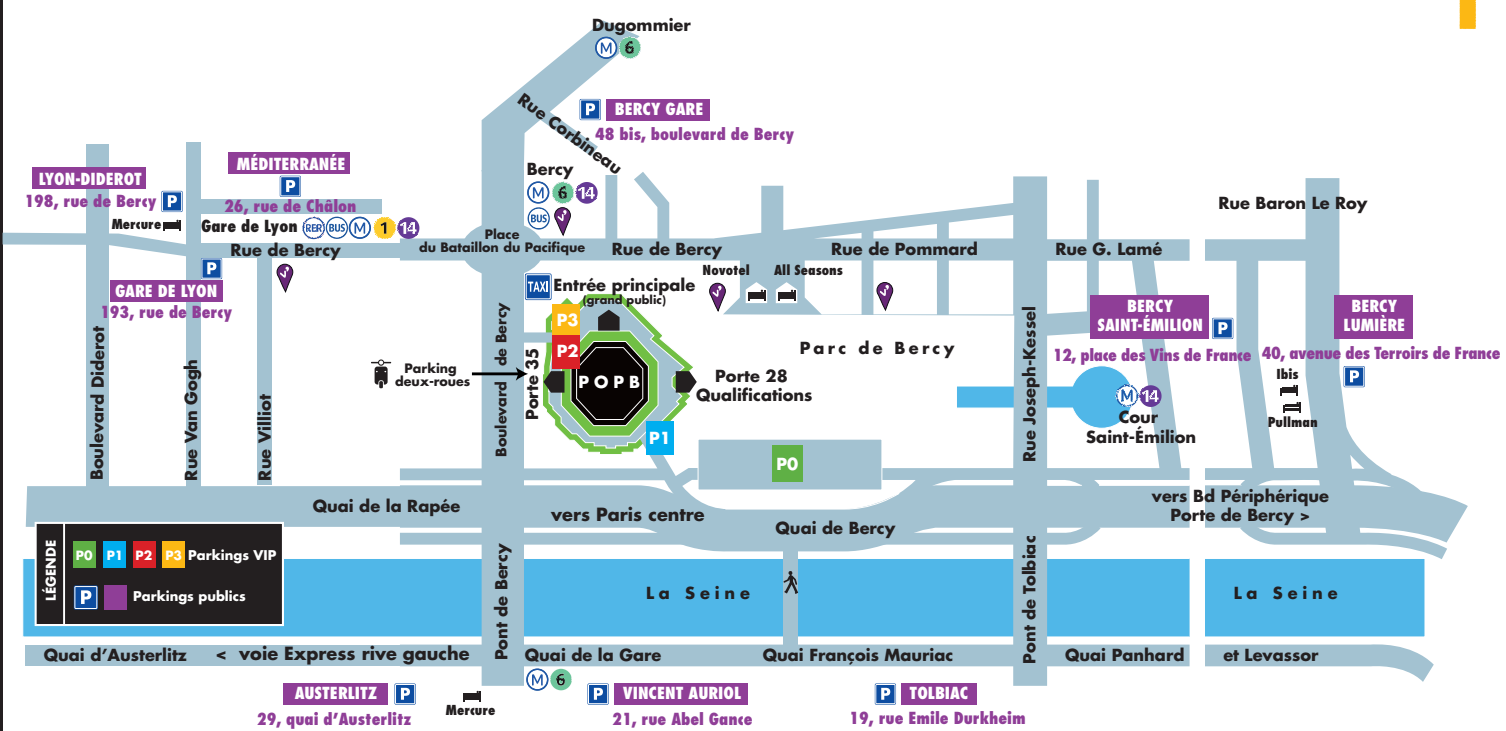 Dugommier
M 6
P BERCY GARE
48 bis, boulevard de Bercy
Rue Corbineau
Bercy
M 6 14
BUS
MÉDITERRANÉE
P
26, rue de Châlon
LYON-DIDEROT
198, rue de Bercy P
Mercure
Gare de Lyon RER BUS M 1 14
Rue de Bercy
Place
du Bataillon du Pacifique
Rue de Bercy
Rue de Pommard
Rue G. Lamé
Rue Baron Le Roy
P
GARE DE LYON
193, rue de Bercy
TAXI
Entrée principale
(grand public)
Novotel
All Seasons
P3
P2
POPB
P1
P0
Porte 35
Parking
deux-roues
Porte 28
Qualifications
Parc de Bercy
BERCY
SAINT-ÉMILION P
12, place des Vins de France
BERCY
LUMIÈRE
40, avenue des Terroirs de France
P
Ibis
Pullman
M 14
Cour
Saint-Émilion
Boulevard Diderot
Rue Van Gogh
Rue Villiot
Boulevard de Bercy
Rue Joseph-Kessel
Quai de la Rapée
vers Paris centre
Quai de Bercy
vers Bd Périphérique
Porte de Bercy >
LÉGENDE
P0 P1 P2 P3 Parkings VIP
P Parkings publics
Pont de Bercy
La Seine
Pont de Tolbiac
La Seine
Quai d'Austerlitz
< voie Express rive gauche
Quai de la Gare
Quai François Mauriac
Quai Panhard
et Levassor
M 6
AUSTERLITZ P
29, quai d'Austerlitz
Mercure
P VINCENT AURIOL
21, rue Abel Gance
P TOLBIAC
19, rue Emile Durkheim